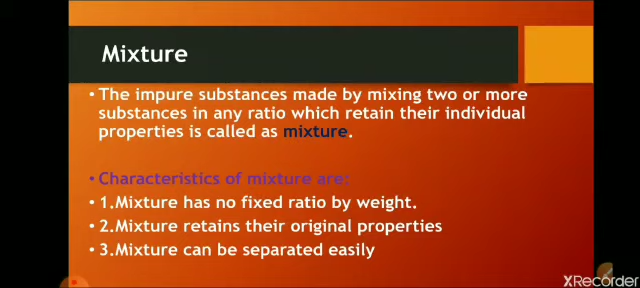 Mixture
• The impure substances made by mixing two or more
substances in any ratio which retain their individual
properties is called as mixture.
• Characteristics of mixture are:
• 1.Mixture has no fixed ratio by weight.
• 2.Mixture retains their original properties
• 3.Mixture can be separated easily
XRecorder